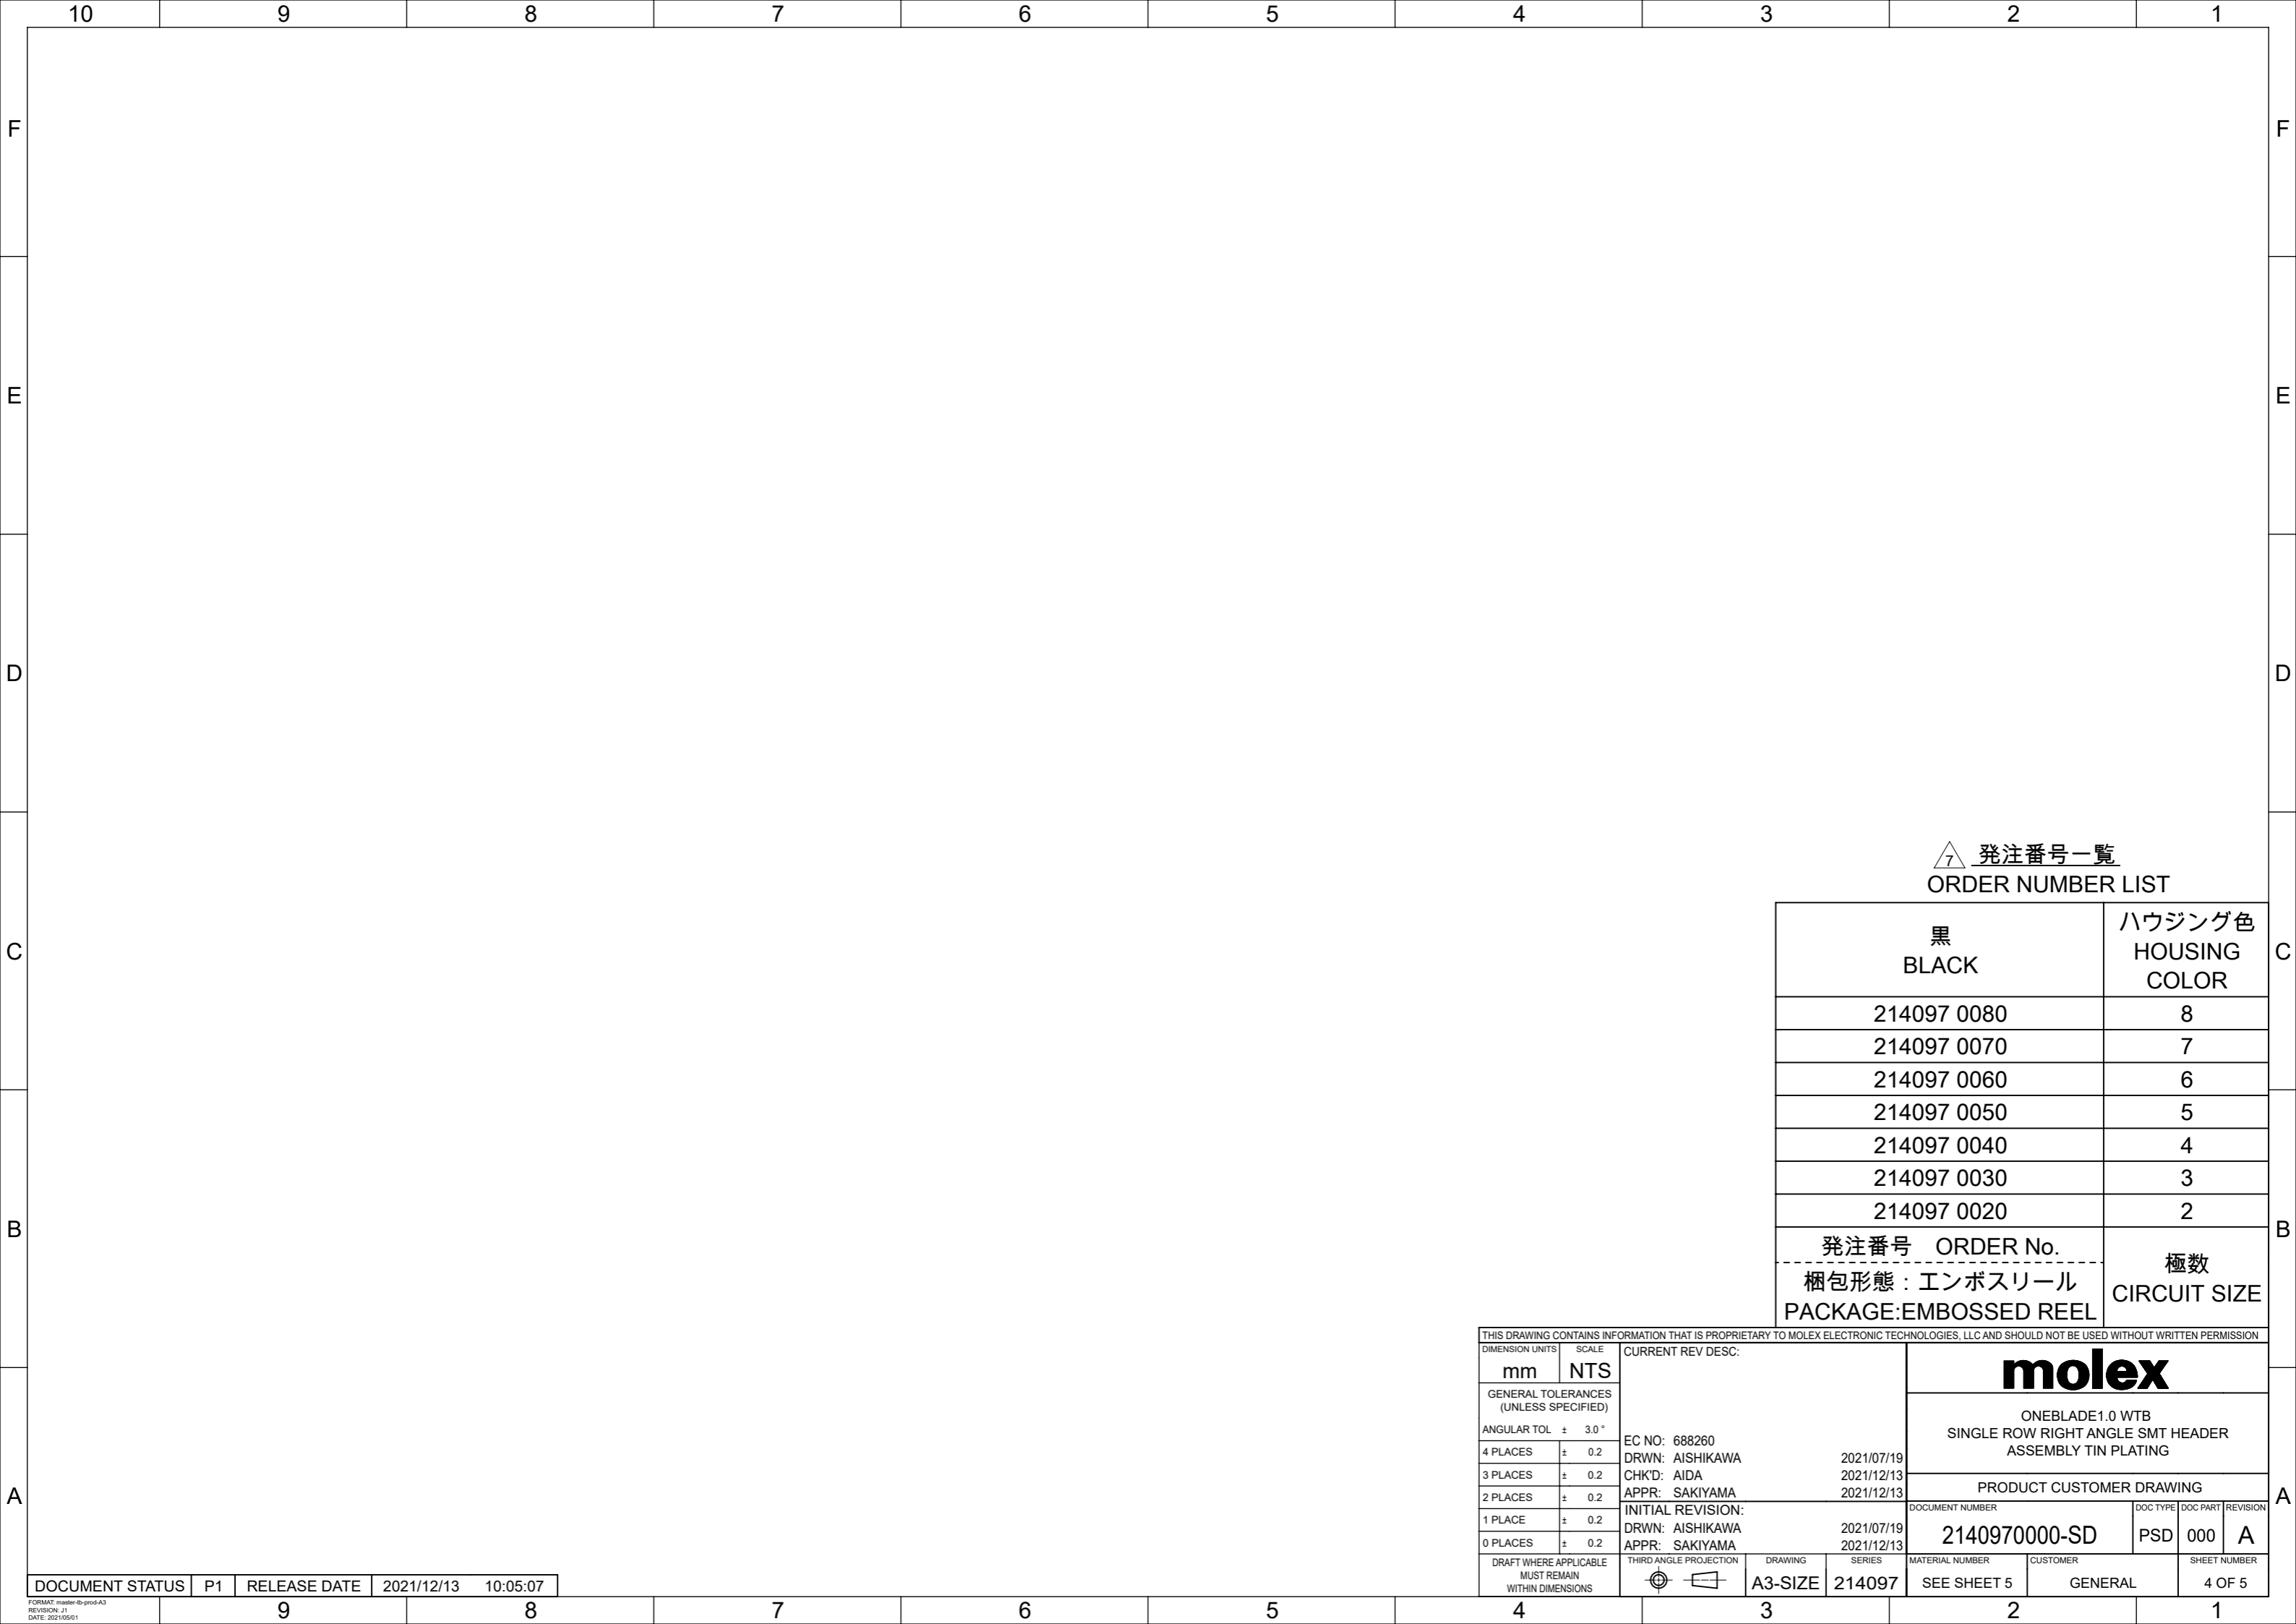 10 9 8 7 6 5 4 3 2 1
F F
E E
D D
C C
B B
A A
7 発注番号一覧
ORDER NUMBER LIST
黒
BLACK
ハウジング色
HOUSING
COLOR
214097 0080 8
214097 0070 7
214097 0060 6
214097 0050 5
214097 0040 4
214097 0030 3
214097 0020 2
発注番号　ORDER No.
梱包形態：エンボスリール
PACKAGE:EMBOSSED REEL
極数
CIRCUIT SIZE
THIS DRAWING CONTAINS INFORMATION THAT IS PROPRIETARY TO MOLEX ELECTRONIC TECHNOLOGIES, LLC AND SHOULD NOT BE USED WITHOUT WRITTEN PERMISSION
DIMENSION UNITS SCALE
mm NTS
GENERAL TOLERANCES
(UNLESS SPECIFIED)
ANGULAR TOL ± 3.0 °
4 PLACES ± 0.2
3 PLACES ± 0.2
2 PLACES ± 0.2
1 PLACE ± 0.2
0 PLACES ± 0.2
DRAFT WHERE APPLICABLE
MUST REMAIN
WITHIN DIMENSIONS
CURRENT REV DESC:
EC NO: 688260
DRWN: AISHIKAWA 2021/07/19
CHK'D: AIDA 2021/12/13
APPR: SAKIYAMA 2021/12/13
INITIAL REVISION:
DRWN: AISHIKAWA 2021/07/19
APPR: SAKIYAMA 2021/12/13
THIRD ANGLE PROJECTION DRAWING SERIES
A3-SIZE 214097
molex
ONEBLADE1.0 WTB
SINGLE ROW RIGHT ANGLE SMT HEADER
ASSEMBLY TIN PLATING
PRODUCT CUSTOMER DRAWING
DOCUMENT NUMBER DOC TYPE DOC PART REVISION
2140970000-SD PSD 000 A
MATERIAL NUMBER CUSTOMER SHEET NUMBER
SEE SHEET 5 GENERAL 4 OF 5
DOCUMENT STATUS P1 RELEASE DATE 2021/12/13 10:05:07
FORMAT: master-tb-prod-A3
REVISION: J1
DATE: 2021/05/01
9 8 7 6 5 4 3 2 1